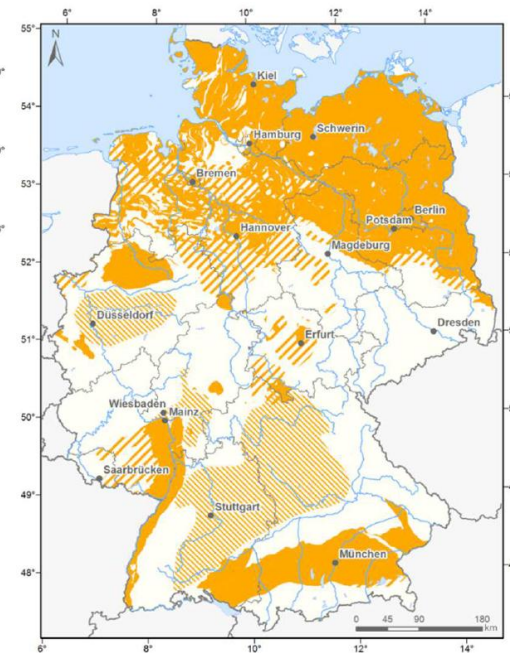 6° 8° 10° 12° 14°
55°
N
Kiel
54°
Hamburg
Schwerin
Bremen
53°
Berlin
Potsdam
Hannover
Magdeburg
52°
Düsseldorf
Dresden
51°
Erfurt
Wiesbaden
50°
Mainz
Saarbrücken
49°
Stuttgart
München
48°
0 45 90 180
km
6° 8° 10° 12° 14°